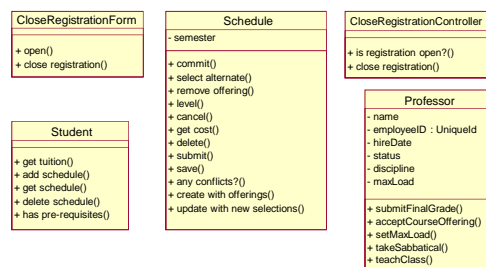 CloseRegistrationForm
+ open()
+ close registration()
Schedule
- semester
+ commit()
+ select alternate()
+ remove offering()
+ level()
+ cancel()
+ get cost()
+ delete()
+ submit()
+ save()
+ any conflicts?()
+ create with offerings()
+ update with new selections()
CloseRegistrationController
+ is registration open?()
+ close registration()
Student
+ get tuition()
+ add schedule()
+ get schedule()
+ delete schedule()
+ has pre-requisites()
Professor
- name
- employeeID : UniqueId
- hireDate
- status
- discipline
- maxLoad
+ submitFinalGrade()
+ acceptCourseOffering()
+ setMaxLoad()
+ takeSabbatical()
+ teachClass()